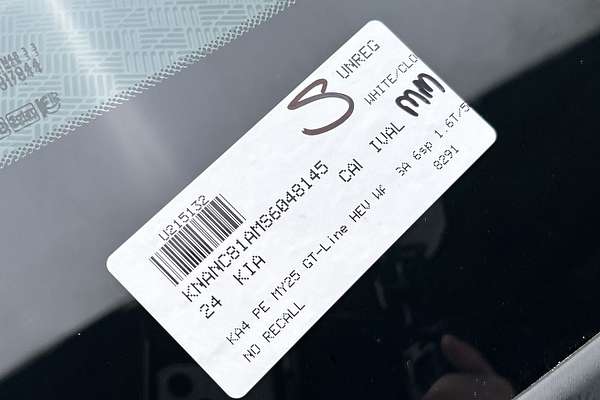 U215132
UNREG
WHITE/CLO
KNANC81AMS6048145
24 KIA CAI IVAL MM
KA4 PE MY25 GT-Line HEV WF 3A 6sp 1.6T/5
NO RECALL 8291